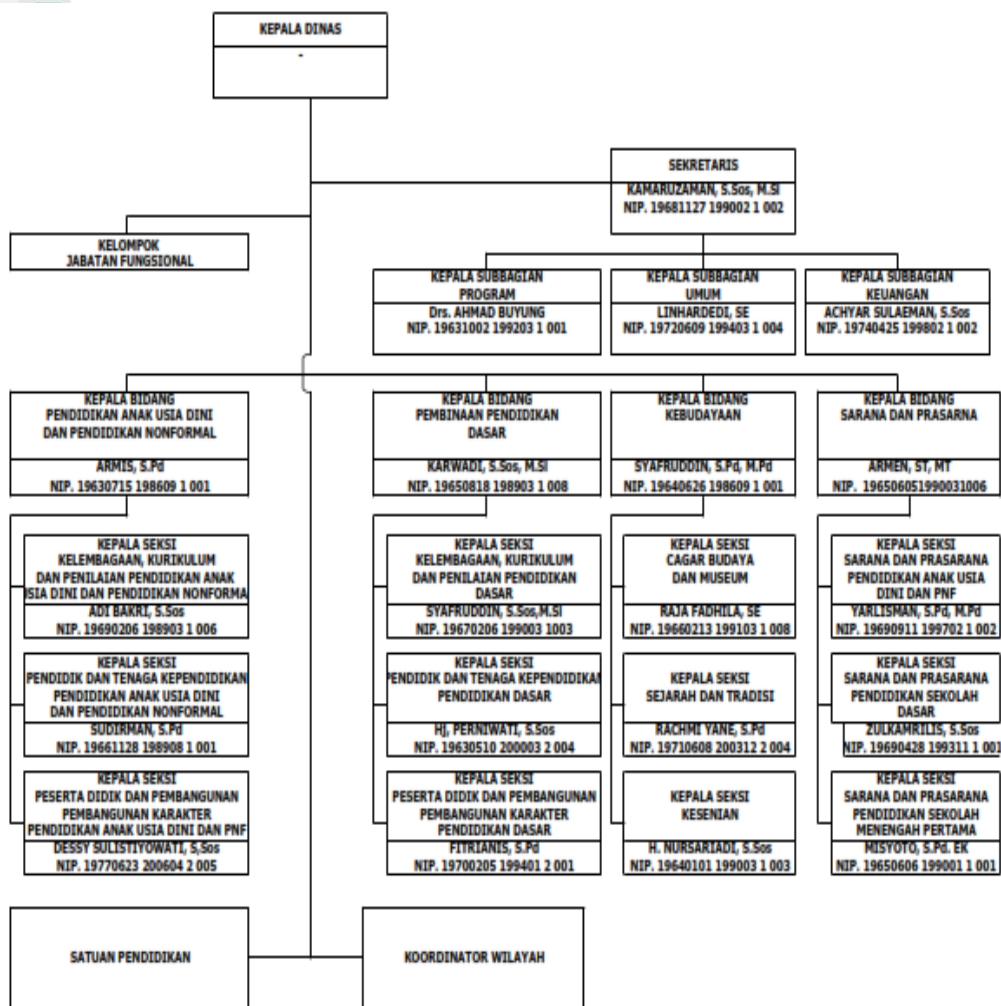 KEPALA DINAS
-
SEKRETARIS
KAMARUZAMAN, S.Sos, M.Si
NIP. 19681127 199002 1 002
KELOMPOK
JABATAN FUNGSIONAL
KEPALA SUBBAGIAN
PROGRAM
Drs. AHMAD BUYUNG
NIP. 19631002 199203 1 001
KEPALA SUBBAGIAN
UMUM
LINHARDEDI, SE
NIP. 19720609 199403 1 004
KEPALA SUBBAGIAN
KEUANGAN
ACHYAR SULAEMAN, S.Sos
NIP. 19740425 199802 1 002
KEPALA BIDANG
PENDIDIKAN ANAK USIA DINI
DAN PENDIDIKAN NONFORMAL
ARMIS, S.Pd
NIP. 19630715 198609 1 001
KEPALA BIDANG
PEMBINAAN PENDIDIKAN
DASAR
KARWADI, S.Sos, M.Si
NIP. 19650818 198903 1 008
KEPALA BIDANG
KEBUDAYAAN
SYAFRUDDIN, S.Pd, M.Pd
NIP. 19640626 198609 1 001
KEPALA BIDANG
SARANA DAN PRASARNA
ARMEN, ST, MT
NIP. 196506051990031006
KEPALA SEKSI
KELEMBAGAAN, KURIKULUM
DAN PENILAIAN PENDIDIKAN ANAK
USIA DINI DAN PENDIDIKAN NONFORMA
ADI BAKRI, S.Sos
NIP. 19690206 198903 1 006
KEPALA SEKSI
KELEMBAGAAN, KURIKULUM
DAN PENILAIAN PENDIDIKAN
DASAR
SYAFRUDDIN, S.Sos,M.Si
NIP. 19670206 199003 1003
KEPALA SEKSI
CAGAR BUDAYA
DAN MUSEUM
RAJA FADHILA, SE
NIP. 19660213 199103 1 008
KEPALA SEKSI
SARANA DAN PRASARANA
PENDIDIKAN ANAK USIA
DINI DAN PNF
YARLISMAN, S.Pd, M.Pd
NIP. 19690911 199702 1 002
KEPALA SEKSI
PENDIDIK DAN TENAGA KEPENDIDIKAN
PENDIDIKAN ANAK USIA DINI
DAN PENDIDIKAN NONFORMAL
SUDIRMAN, S.Pd
NIP. 19661128 198908 1 001
KEPALA SEKSI
PENDIDIK DAN TENAGA KEPENDIDIKAN
PENDIDIKAN DASAR
Hj, PERNIWATI, S.Sos
NIP. 19630510 200003 2 004
KEPALA SEKSI
SEJARAH DAN TRADISI
RACHMI YANE, S.Pd
NIP. 19710608 200312 2 004
KEPALA SEKSI
SARANA DAN PRASARANA
PENDIDIKAN SEKOLAH
DASAR
ZULKAMRILIS, S.Sos
NIP. 19690428 199311 1 001
KEPALA SEKSI
PESERTA DIDIK DAN PEMBANGUNAN
PEMBANGUNAN KARAKTER
PENDIDIKAN ANAK USIA DINI DAN PNF
DESSY SULISTIYOWATI, S,Sos
NIP. 19770623 200604 2 005
KEPALA SEKSI
PESERTA DIDIK DAN PEMBANGUNAN
PEMBANGUNAN KARAKTER
PENDIDIKAN DASAR
FITRIANIS, S.Pd
NIP. 19700205 199401 2 001
KEPALA SEKSI
KESENIAN
H. NURSARIADI, S.Sos
NIP. 19640101 199003 1 003
KEPALA SEKSI
SARANA DAN PRASARANA
PENDIDIKAN SEKOLAH
MENENGAH PERTAMA
MISYOTO, S.Pd. EK
NIP. 19650606 199001 1 001
SATUAN PENDIDIKAN
KOORDINATOR WILAYAH